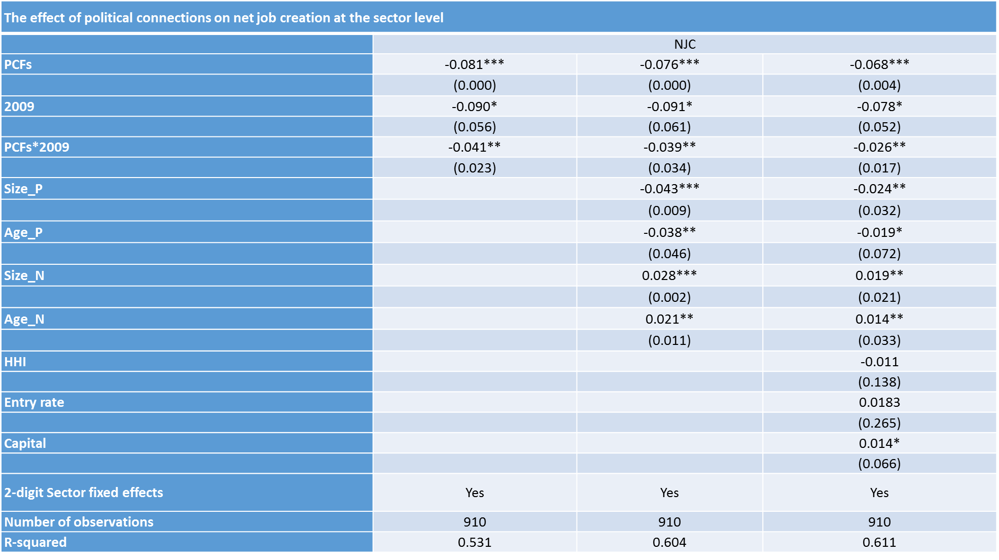 The effect of political connections on net job creation at the sector level
NJC
PCFs -0.081*** -0.076*** -0.068***
(0.000) (0.000) (0.004)
2009 -0.090* -0.091* -0.078*
(0.056) (0.061) (0.052)
PCFs*2009 -0.041** -0.039** -0.026**
(0.023) (0.034) (0.017)
Size_P -0.043*** -0.024**
(0.009) (0.032)
Age_P -0.038** -0.019*
(0.046) (0.072)
Size_N 0.028*** 0.019**
(0.002) (0.021)
Age_N 0.021** 0.014**
(0.011) (0.033)
HHI -0.011
(0.138)
Entry rate 0.0183
(0.265)
Capital 0.014*
(0.066)
2-digit Sector fixed effects Yes Yes Yes
Number of observations 910 910 910
R-squared 0.531 0.604 0.611